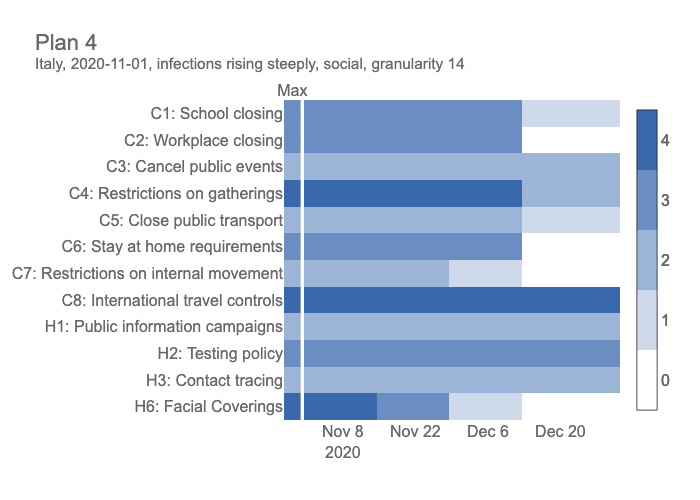 Plan 4
Italy, 2020-11-01, infections rising steeply, social, granularity 14
Max
C1: School closing
C2: Workplace closing
C3: Cancel public events
C4: Restrictions on gatherings
C5: Close public transport
C6: Stay at home requirements
C7: Restrictions on internal movement
C8: International travel controls
H1: Public information campaigns
H2: Testing policy
H3: Contact tracing
H6: Facial Coverings
Nov 8
2020
Nov 22
Dec 6
Dec 20
4
3
2
1
0